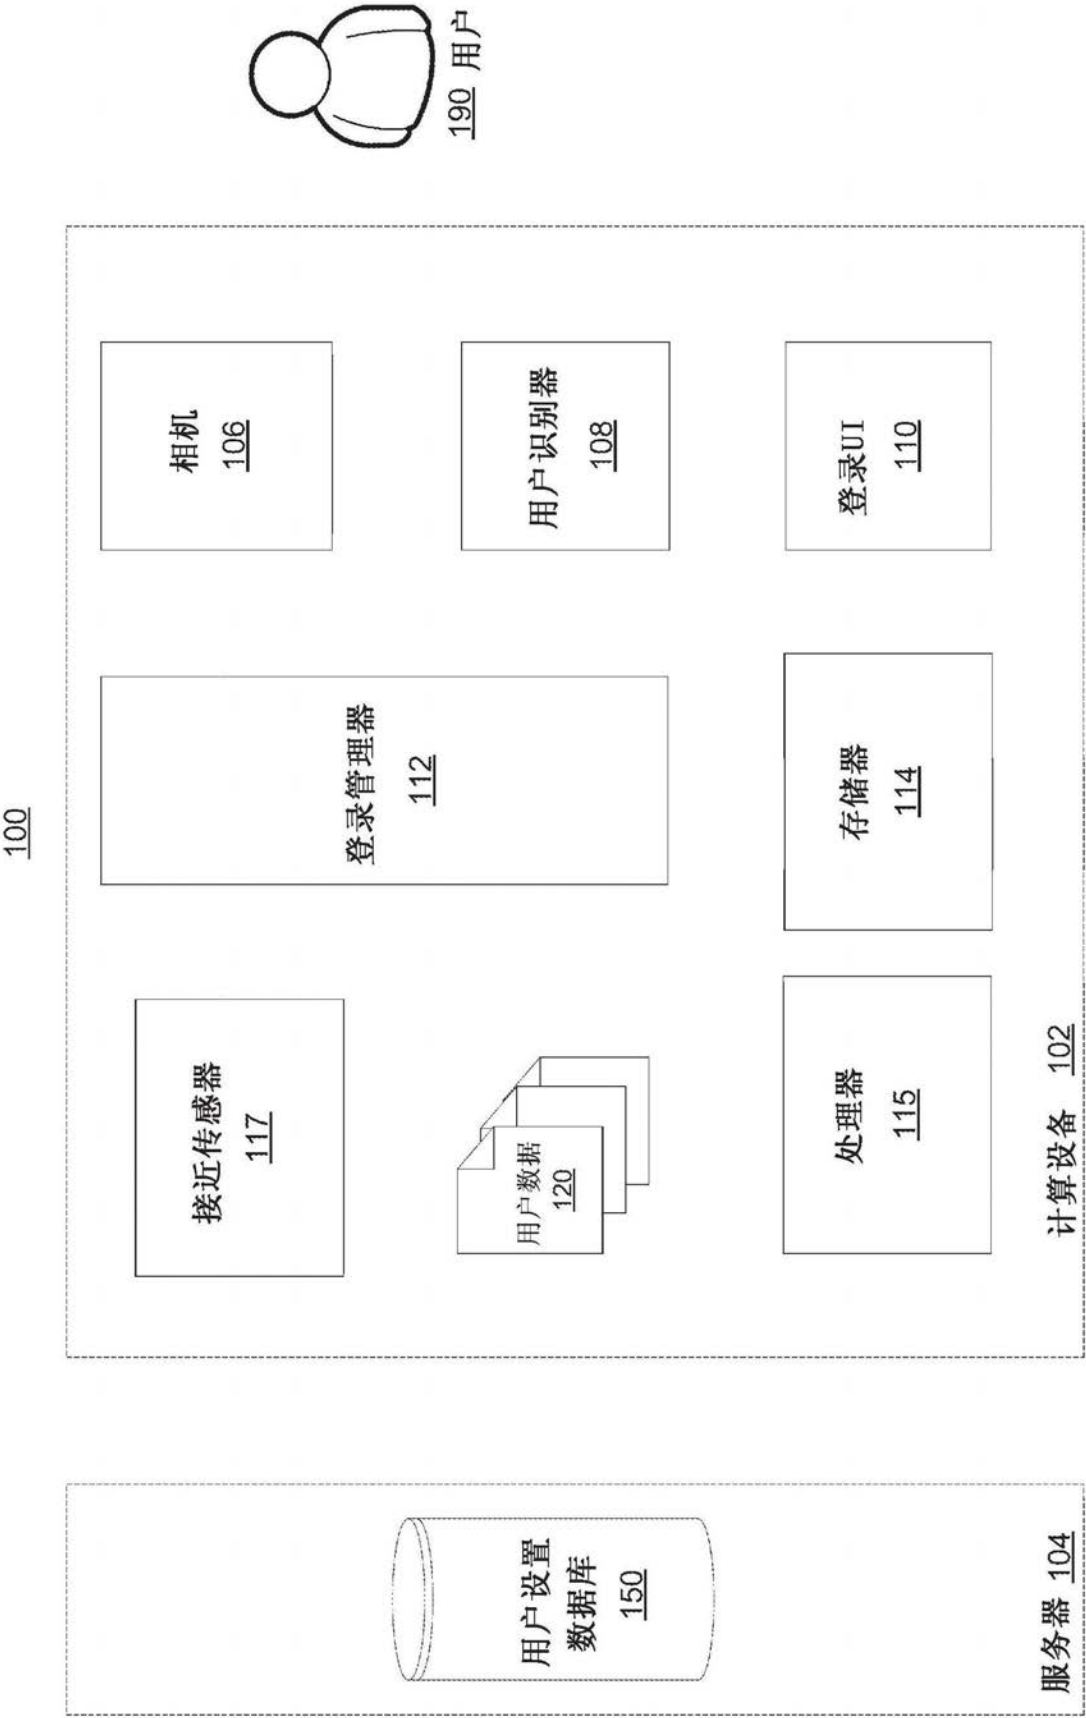 100
服务器 104
用户设置
数据库
150
计算设备 102
接近传感器
117
登录管理器
112
相机
106
用户数据
120
用户识别器
108
处理器
115
存储器
114
登录UI
110
190 用户